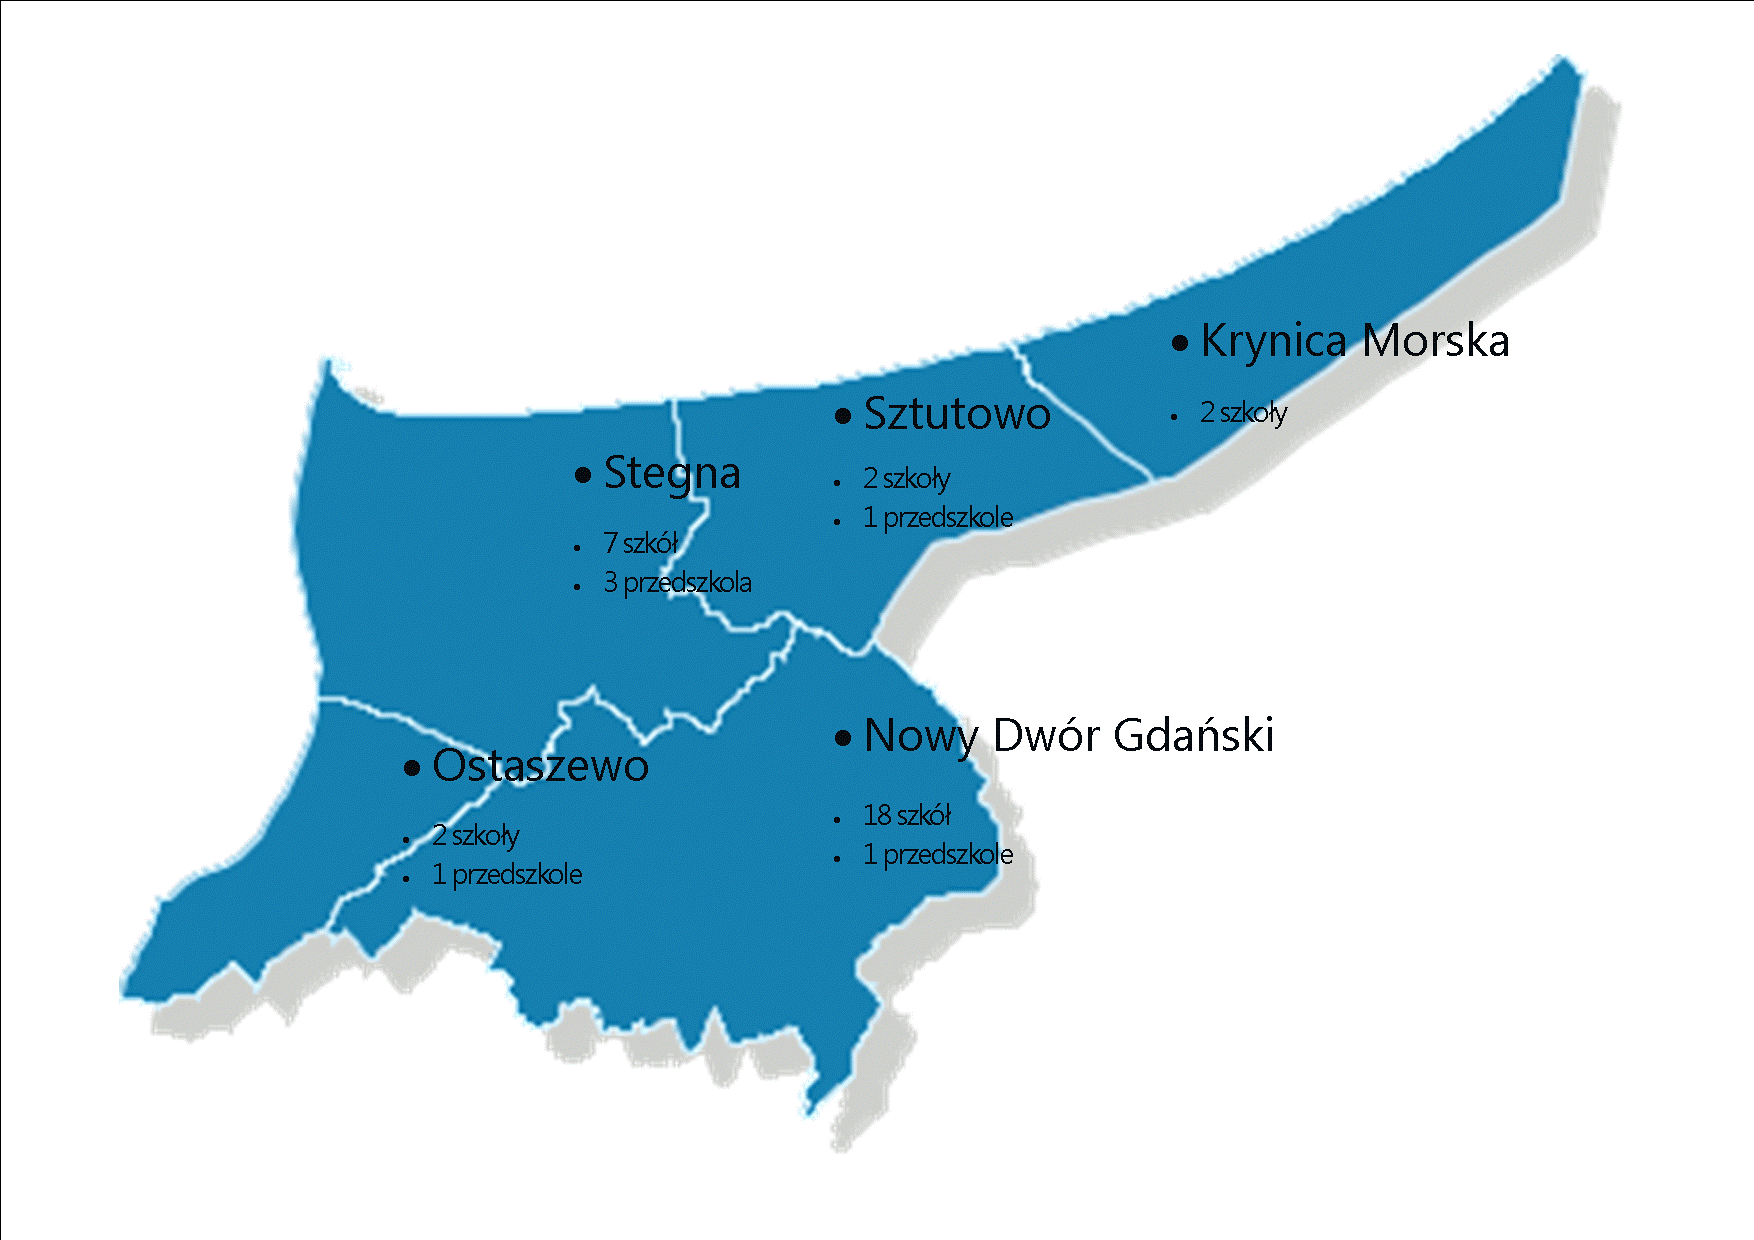 • Krynica Morska
• 2 szkoły
• Sztutowo
• 2 szkoły
• 1 przedszkole
• Stegna
• 7 szkół
• 3 przedszkola
• Nowy Dwór Gdański
• 18 szkół
• 1 przedszkole
• Ostaszewo
• 2 szkoły
• 1 przedszkole